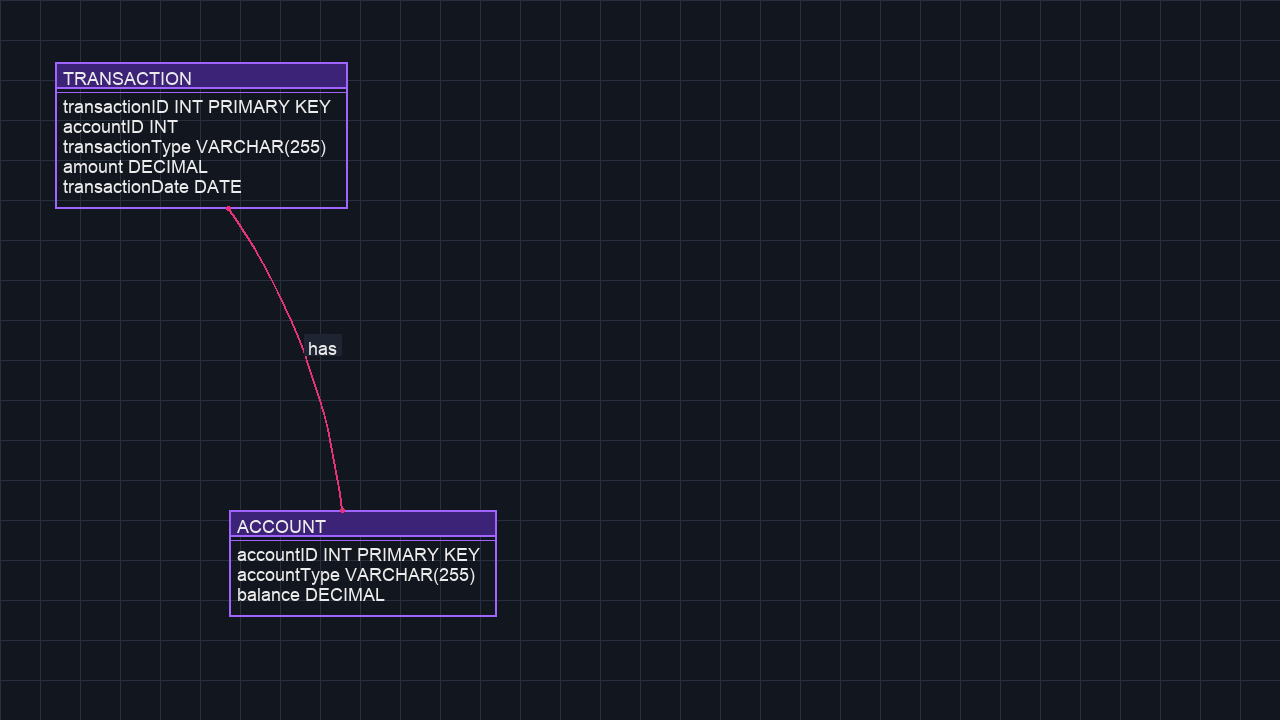 TRANSACTION
transactionID INT PRIMARY KEY
accountID INT
transactionType VARCHAR(255)
amount DECIMAL
transactionDate DATE
has
ACCOUNT
accountID INT PRIMARY KEY
accountType VARCHAR(255)
balance DECIMAL